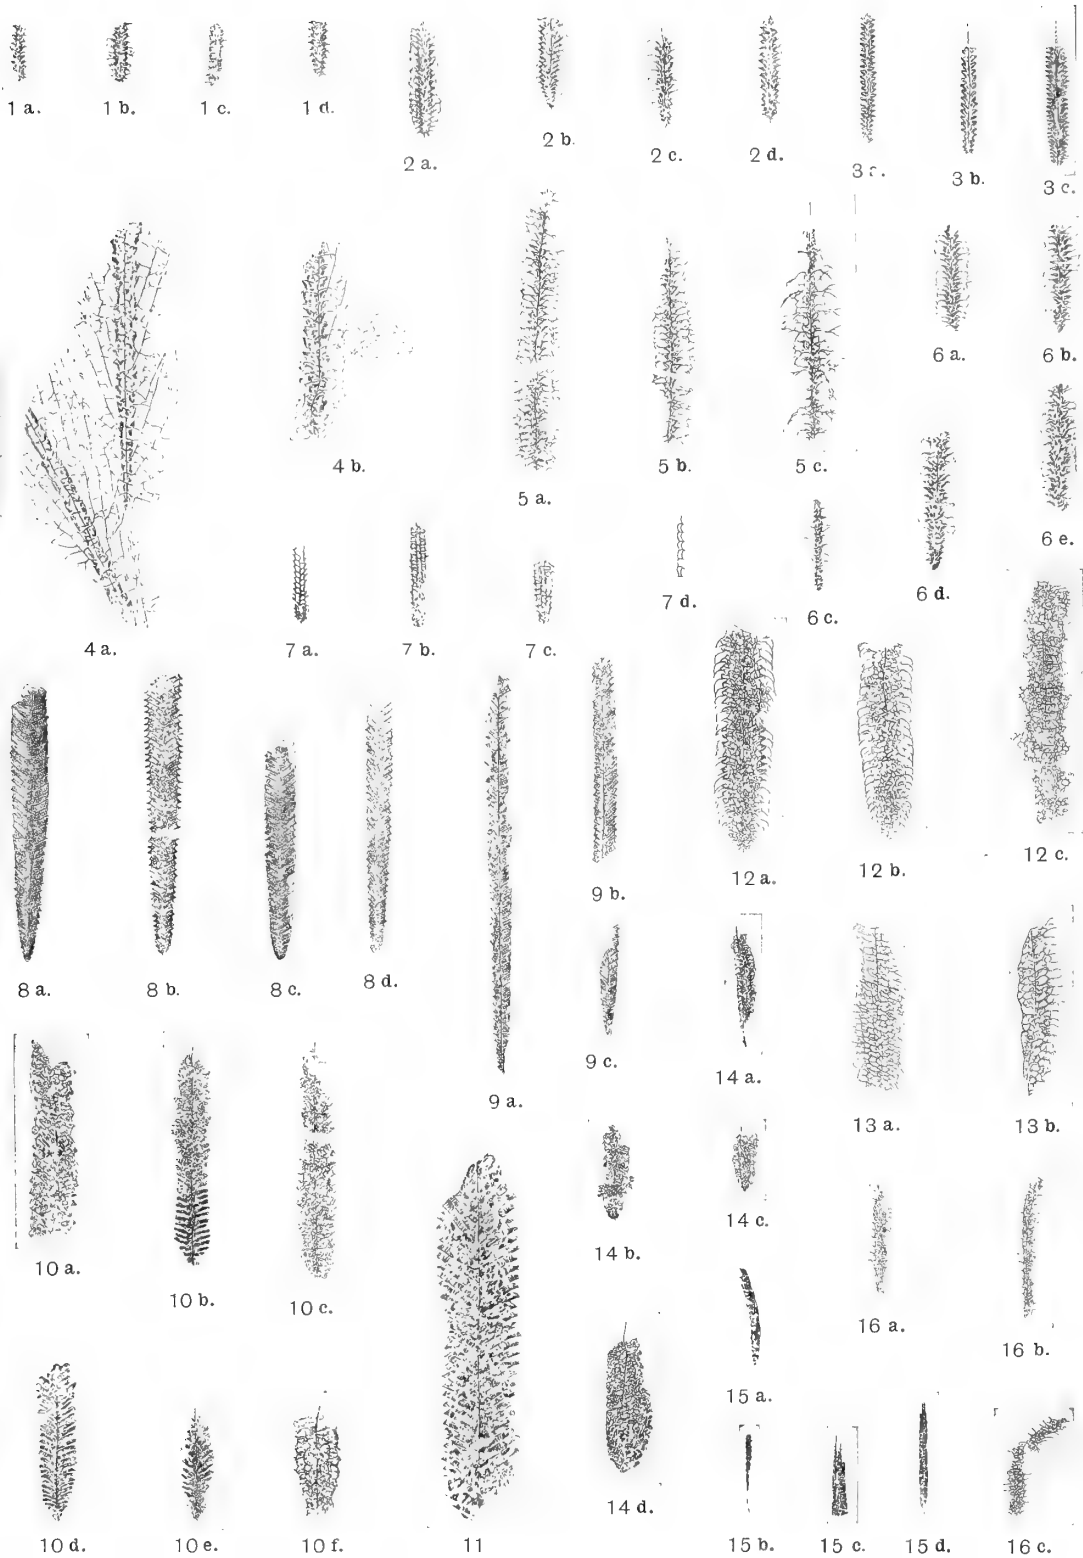 1 a. 1 b. 1 c. 1 d.
2 a. 2 b. 2 c. 2 d. 3 b. 3 c.
6 a. 6 b.
4 b. 5 a. 5 b. 5 c.
6 e.
7 d. 6 c. 6 d.
4 a. 7 a. 7 b. 7 c.
9 b. 12 a. 12 b. 12 c.
8 a. 8 b. 8 c. 8 d.
9 c. 14 a.
9 a. 13 a. 13 b.
10 a. 14 b. 14 c.
10 b. 10 c. 16 a. 16 b.
15 a.
14 d.
10 d. 10 e. 10 f. 11 15 b. 15 c. 15 d. 16 c.